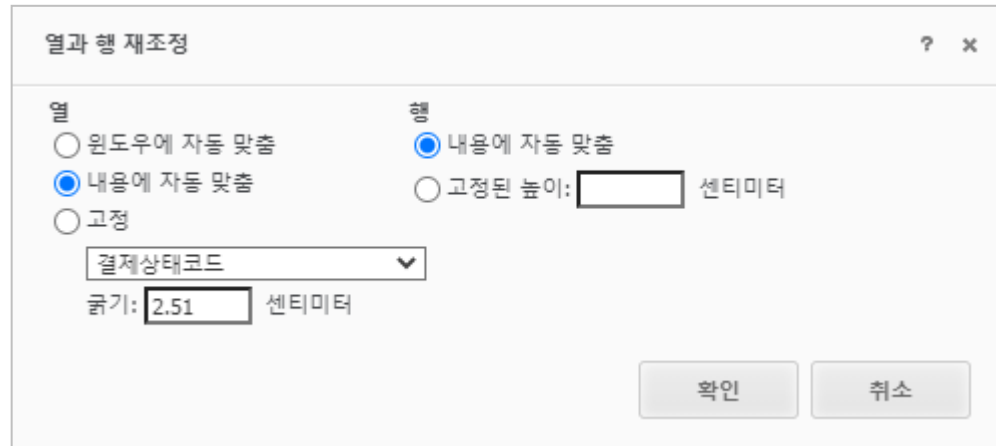 열과 행 재조정 ? ×
열 행
윈도우에 자동 맞춤 내용에 자동 맞춤
내용에 자동 맞춤 고정된 높이: 센티미터
고정
결제상태코드
굵기: 2.51 센티미터
확인 취소